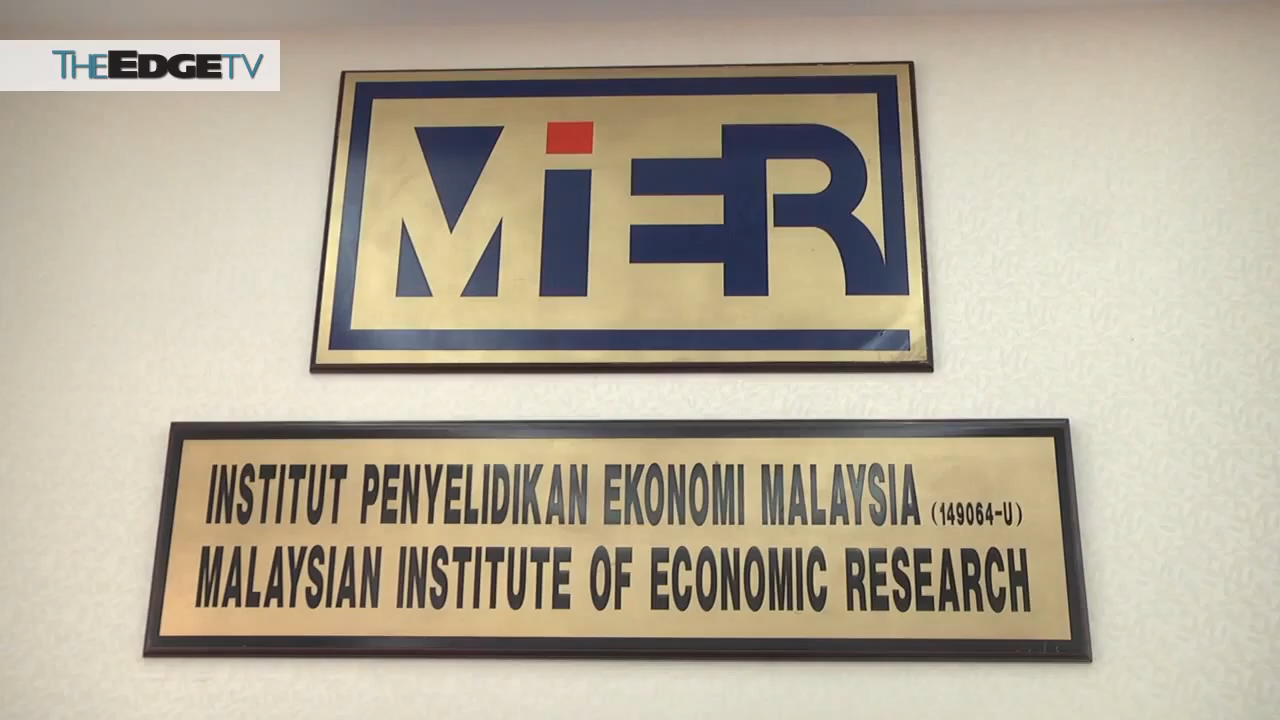 THEEDGETV
MiER
INSTITUT PENYELIDIKAN EKONOMI MALAYSIA (149064-U)
MALAYSIAN INSTITUTE OF ECONOMIC RESEARCH